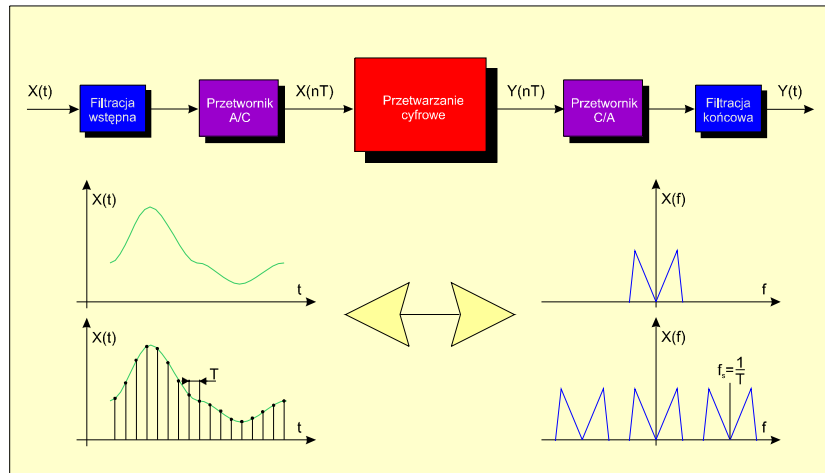 X(t)
Filtracja
wstępna
Przetwornik
A/C
X(nT)
Przetwarzanie
cyfrowe
Y(nT)
Przetwornik
C/A
Filtracja
końcowa
Y(t)
X(t)
t
X(f)
f
X(t)
T
t
X(f)
fₛ=1/T
f